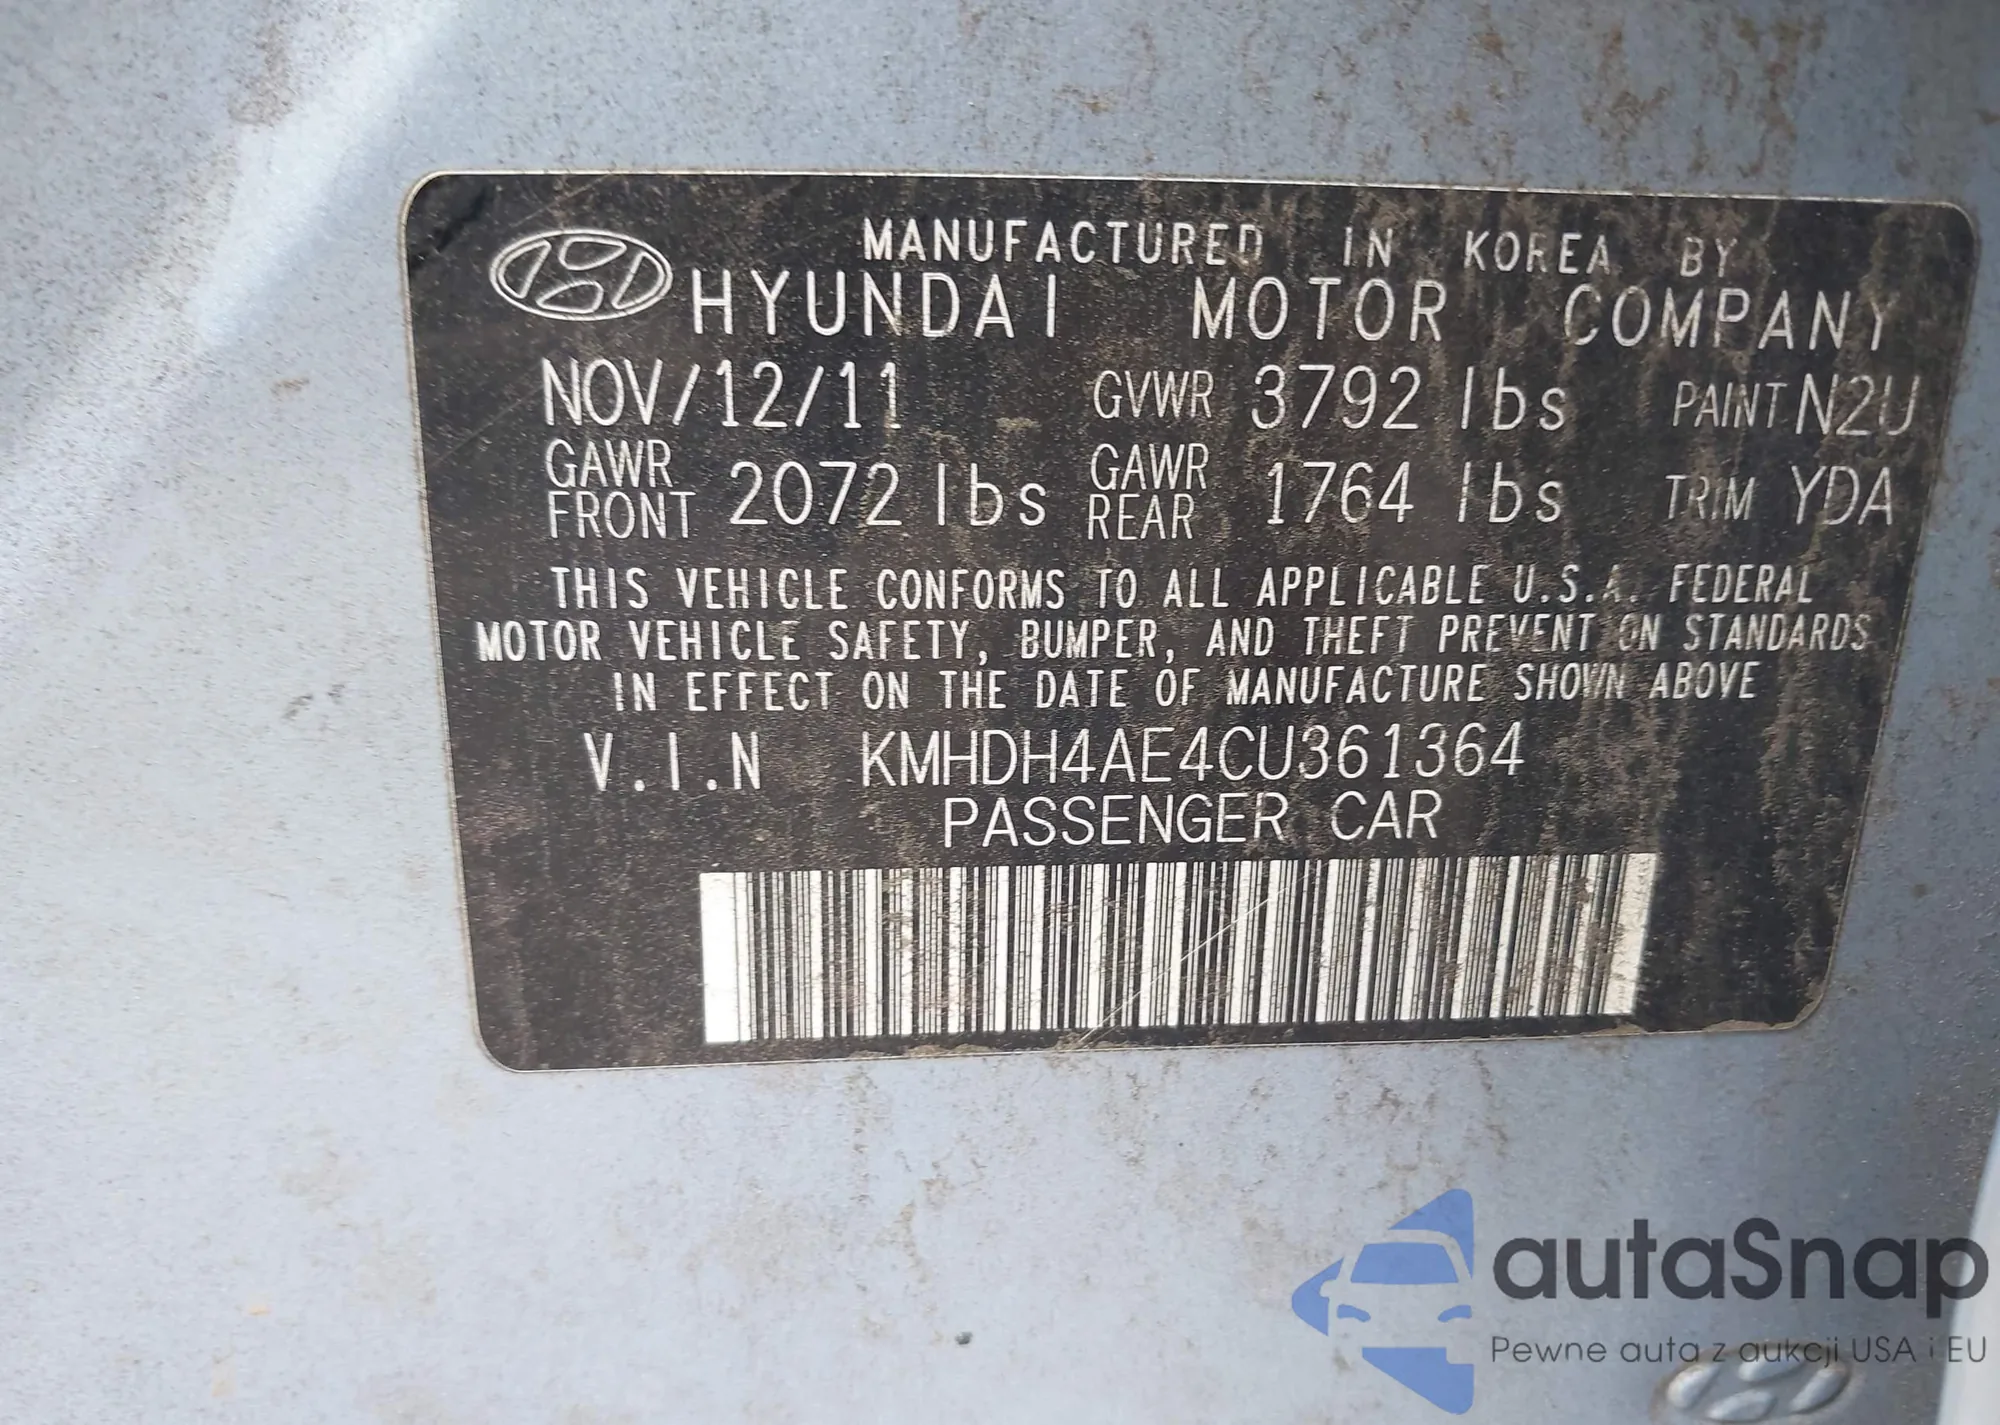 MANUFACTURED IN KOREA BY
HYUNDAI MOTOR COMPANY
NOV/12/11 GVWR 3792 lbs PAINT N2U
GAWR FRONT 2072 lbs GAWR REAR 1764 lbs TRIM YDA
THIS VEHICLE CONFORMS TO ALL APPLICABLE U.S.A. FEDERAL
MOTOR VEHICLE SAFETY, BUMPER, AND THEFT PREVENT ON STANDARDS
IN EFFECT ON THE DATE OF MANUFACTURE SHOWN ABOVE
V.I.N KMHDH4AE4CU361364
PASSENGER CAR
autaSnap
Pewne auta z aukcji USA i EU